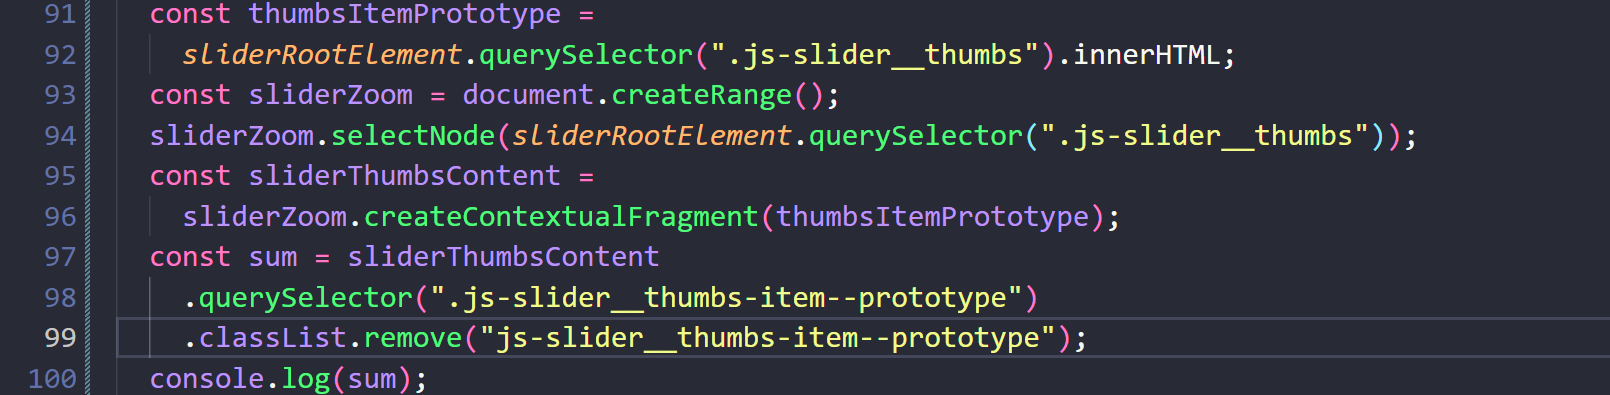 91 const thumbsItemPrototype =
92 sliderRootElement.querySelector(".js-slider__thumbs").innerHTML;
93 const sliderZoom = document.createRange();
94 sliderZoom.selectNode(sliderRootElement.querySelector(".js-slider__thumbs"));
95 const sliderThumbsContent =
96 sliderZoom.createContextualFragment(thumbsItemPrototype);
97 const sum = sliderThumbsContent
98 .querySelector(".js-slider__thumbs-item--prototype")
99 .classList.remove("js-slider__thumbs-item--prototype");
100 console.log(sum);